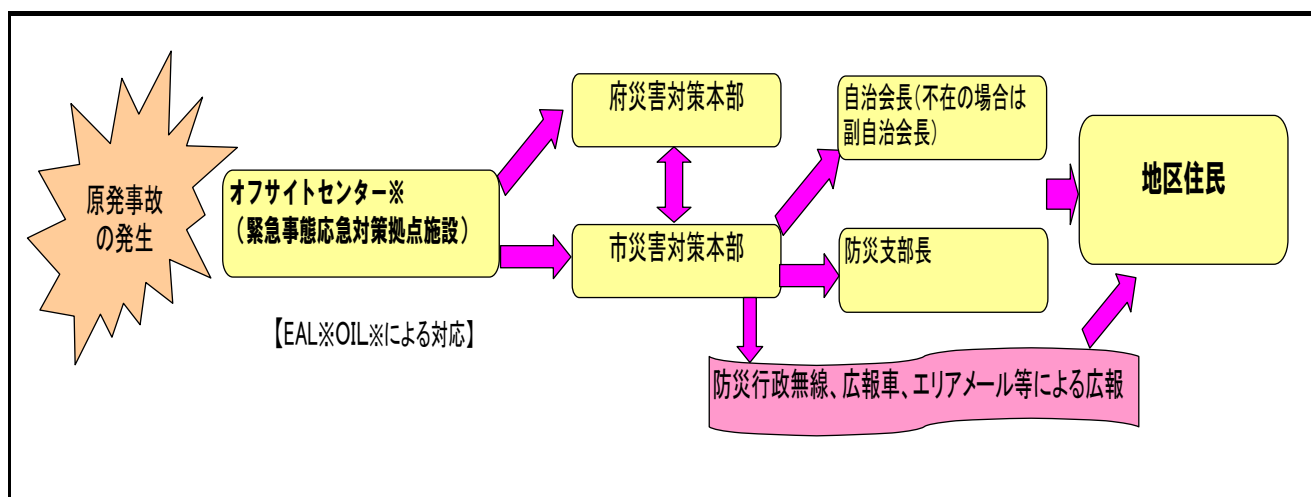 原発事故
の発生
オフサイトセンター※
（緊急事態応急対策拠点施設）
【EAL※OIL※による対応】
府災害対策本部
市災害対策本部
自治会長（不在の場合は
副自治会長）
防災支部長
防災行政無線、広報車、エリアメール等による広報
地区住民